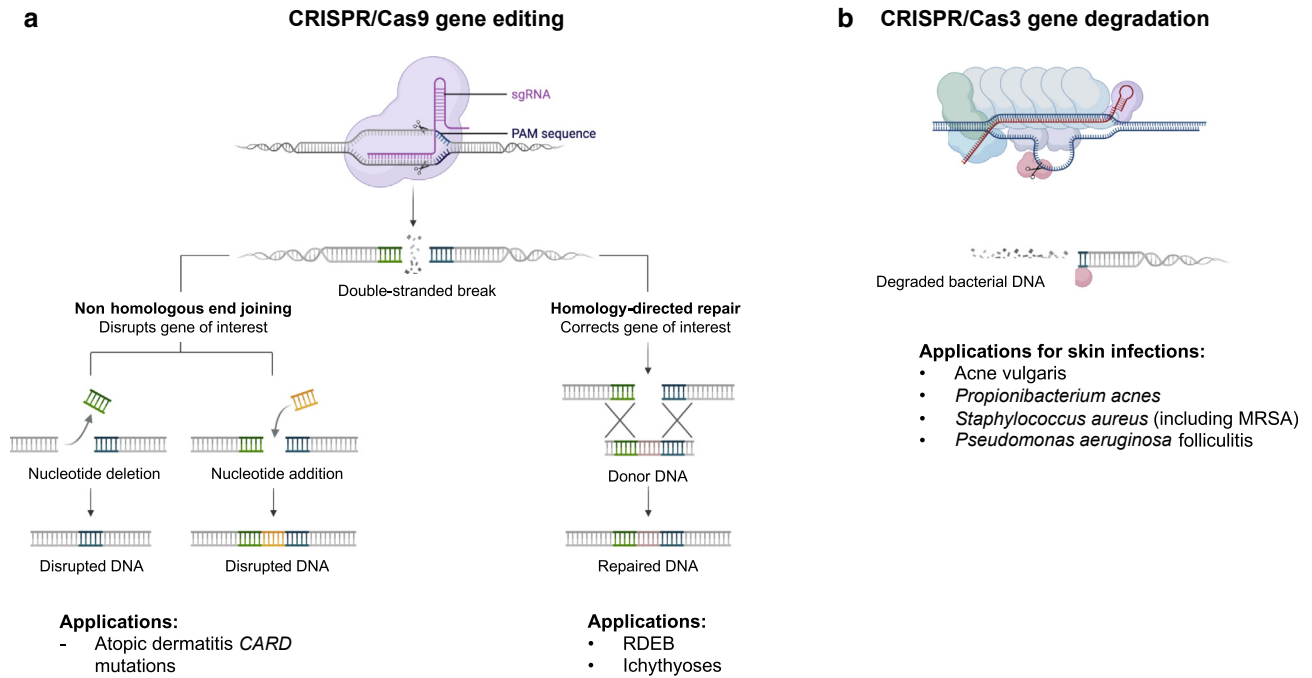 a
CRISPR/Cas9 gene editing
sgRNA
PAM sequence
Double-stranded break
Non homologous end joining
Disrupts gene of interest
Homology-directed repair
Corrects gene of interest
Nucleotide deletion
Nucleotide addition
Donor DNA
Disrupted DNA
Disrupted DNA
Repaired DNA
Applications:
- Atopic dermatitis CARD
mutations
Applications:
• RDEB
• Ichythyoses
b
CRISPR/Cas3 gene degradation
Degraded bacterial DNA
Applications for skin infections:
• Acne vulgaris
• Propionibacterium acnes
• Staphylococcus aureus (including MRSA)
• Pseudomonas aeruginosa folliculitis